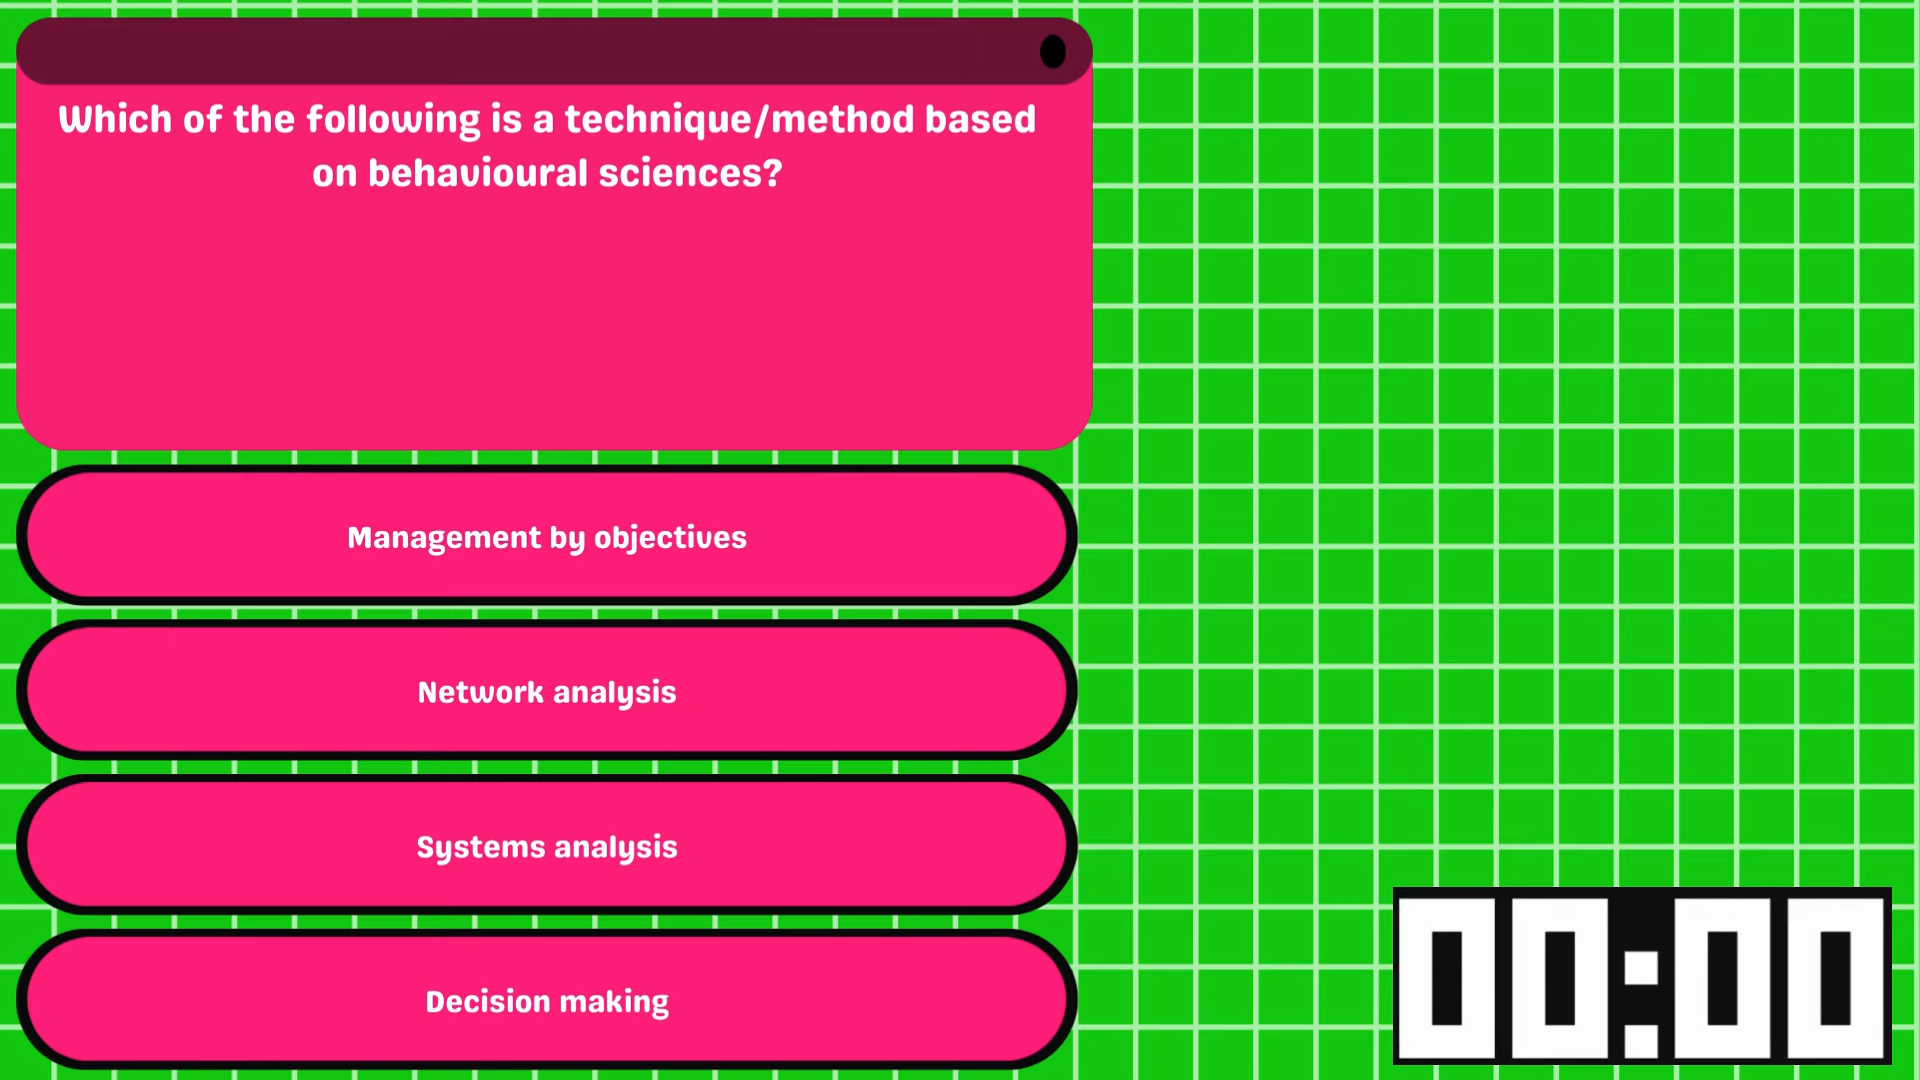 Which of the following is a technique/method based
on behavioural sciences?
Management by objectives
Network analysis
Systems analysis
Decision making
00:00